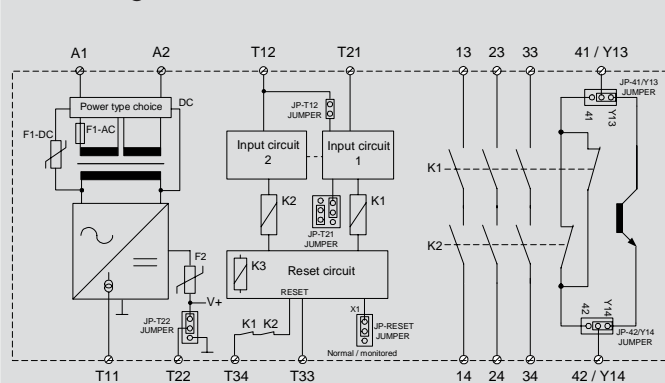 A1 A2 T12 T21 13 23 33 41 / Y13
Power type choice
DC
F1-DC
F1-AC
JP-T12
JUMPER
Input circuit
2
Input circuit
1
JP-41/Y13
JUMPER
41
Y13
K1
K2
K1
JP-T21
JUMPER
K3
Reset circuit
RESET
K2
F2
V+
JP-T22
JUMPER
K1 K2
X1
JP-RESET
JUMPER
Normal / monitored
42
Y14
JP-42/Y14
JUMPER
T11 T22 T34 T33 14 24 34 42 / Y14